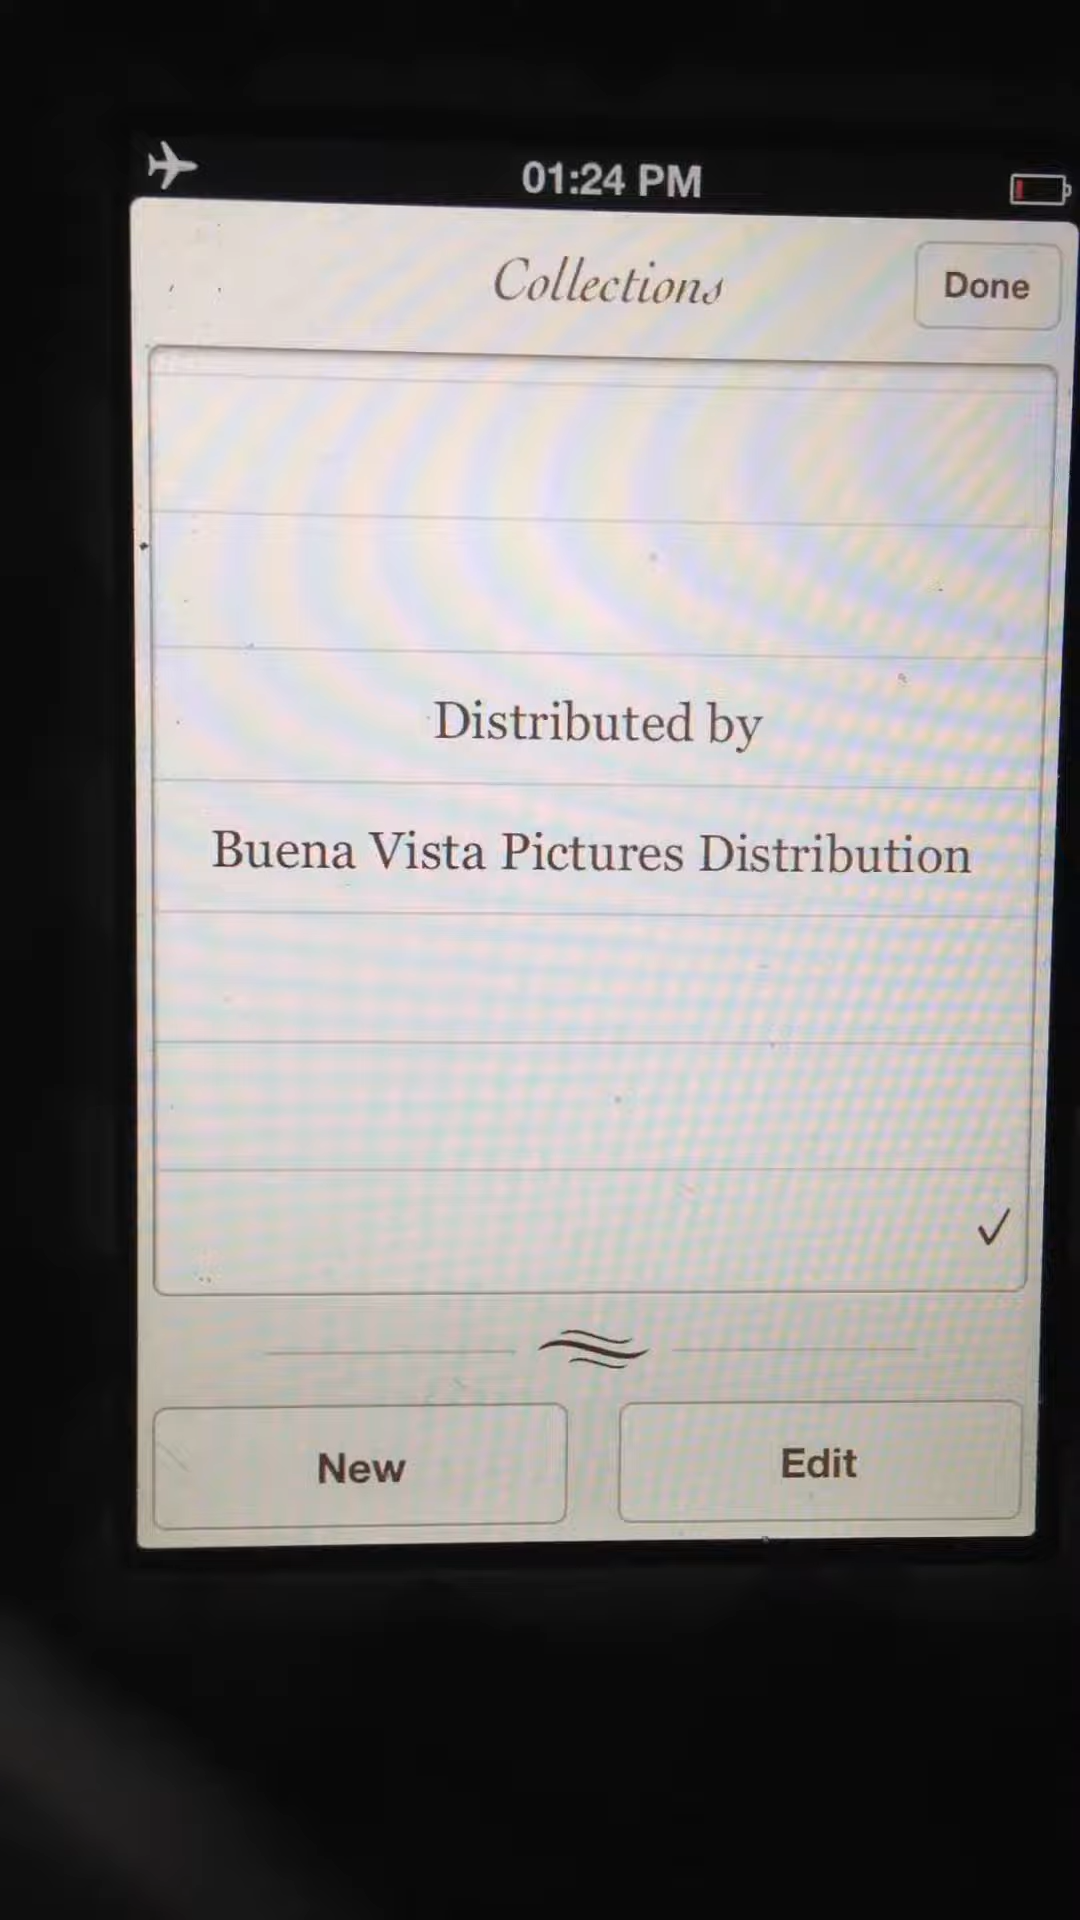 01:24 PM
Collections
Done
Distributed by
Buena Vista Pictures Distribution
New
Edit